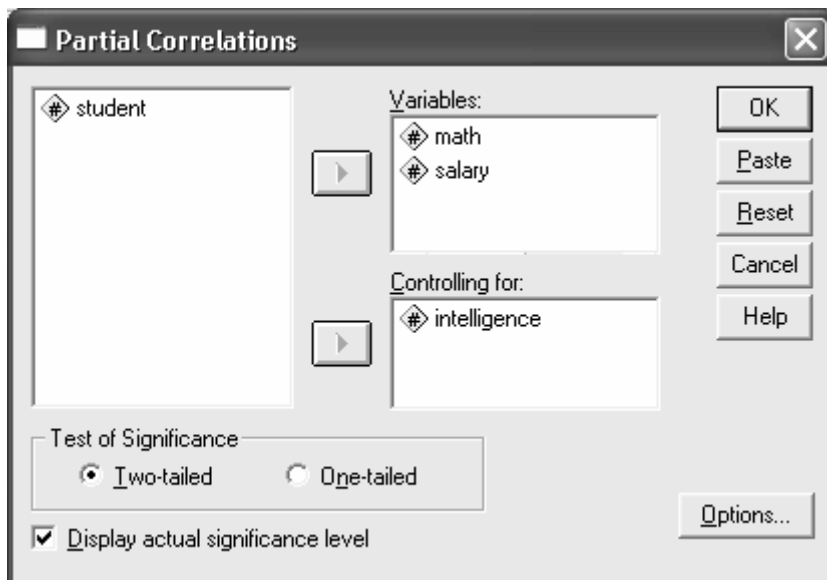 Partial Correlations
# student
Variables:
# math
# salary
Controlling for:
# intelligence
OK
Paste
Reset
Cancel
Help
Test of Significance
Two-tailed
One-tailed
Display actual significance level
Options...